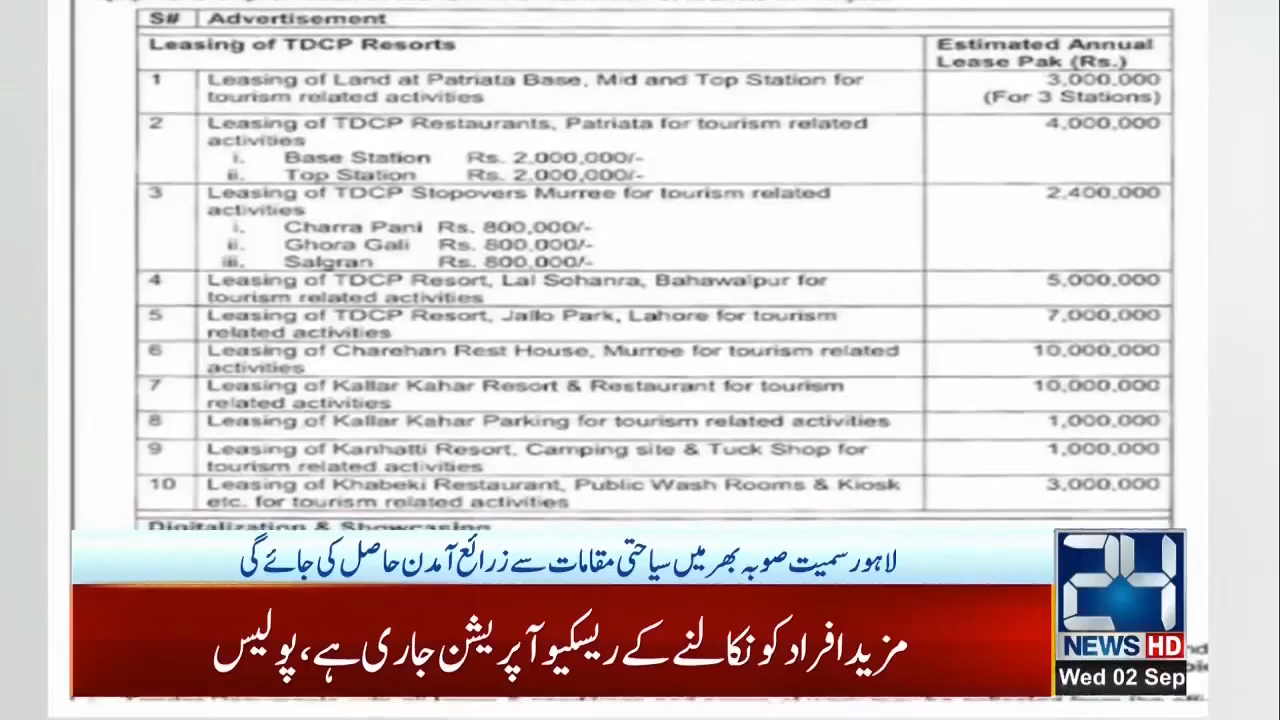 S# Advertisement
Leasing of TDCP Resorts Estimated Annual
Lease Pak (Rs.)
1 Leasing of Land at Patriata Base, Mid and Top Station for 3,000,000
tourism related activities (For 3 Stations)
2 Leasing of TDCP Restaurants, Patriata for tourism related 4,000,000
activities
i. Base Station Rs. 2,000,000/-
ii. Top Station Rs. 2,000,000/-
3 Leasing of TDCP Stopovers Murree for tourism related 2,400,000
activities
i. Charra Pani Rs. 800,000/-
ii. Ghora Gali Rs. 800,000/-
iii. Salgran Rs. 800,000/-
4 Leasing of TDCP Resort, Lal Sohanra, Bahawalpur for 5,000,000
tourism related activities
5 Leasing of TDCP Resort, Jallo Park, Lahore for tourism 7,000,000
related activities
6 Leasing of Charehan Rest House, Murree for tourism related 10,000,000
activities
7 Leasing of Kallar Kahar Resort & Restaurant for tourism 10,000,000
related activities
8 Leasing of Kallar Kahar Parking for tourism related activities 1,000,000
9 Leasing of Kanhatti Resort, Camping site & Tuck Shop for 1,000,000
tourism related activities
10 Leasing of Khabeki Restaurant, Public Wash Rooms & Kiosk 3,000,000
etc. for tourism related activities
Digitalization & Showcasing
لاہور سمیت صوبہ بھر میں سیاحتی مقامات سے زرائع آمدن حاصل کی جائے گی
مزید افراد کو نکالنے کے ریسکیو آپریشن جاری ہے، پولیس
24
NEWS HD
Wed 02 Sep